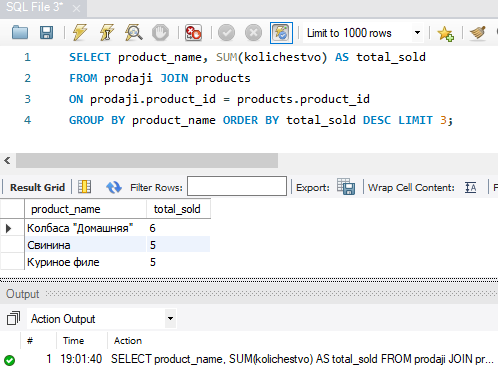 SQL File 3*
Limit to 1000 rows
1 SELECT product_name, SUM(kolichestvo) AS total_sold
2 FROM prodaji JOIN products
3 ON prodaji.product_id = products.product_id
4 GROUP BY product_name ORDER BY total_sold DESC LIMIT 3;
Result Grid Filter Rows: Export: Wrap Cell Content:
product_name total_sold
Колбаса "Домашняя" 6
Свинина 5
Куриное филе 5
Output
Action Output
# Time Action
1 19:01:40 SELECT product_name, SUM(kolichestvo) AS total_sold FROM prodaji JOIN pr...